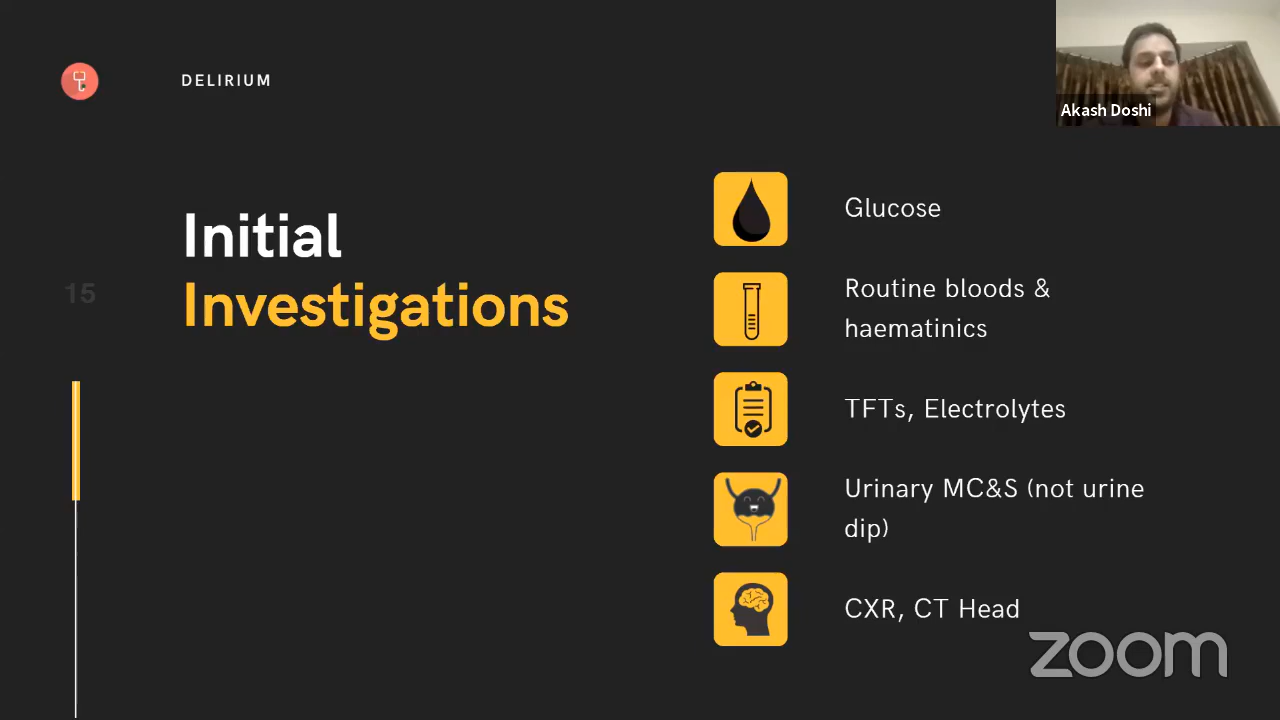 DELIRIUM
Akash Doshi
Initial
Investigations
15
Glucose
Routine bloods &
haematinics
TFTs, Electrolytes
Urinary MC&S (not urine
dip)
CXR, CT Head
zoom